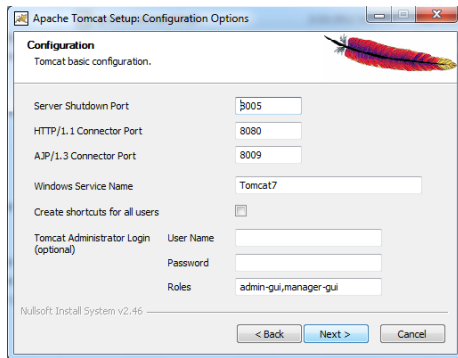 Apache Tomcat Setup: Configuration Options
Configuration
Tomcat basic configuration.
Server Shutdown Port 8005
HTTP/1.1 Connector Port 8080
AJP/1.3 Connector Port 8009
Windows Service Name Tomcat7
Create shortcuts for all users
Tomcat Administrator Login User Name
(optional)
Password
Roles admin-gui,manager-gui
Nullsoft Install System v2.46
< Back Next > Cancel